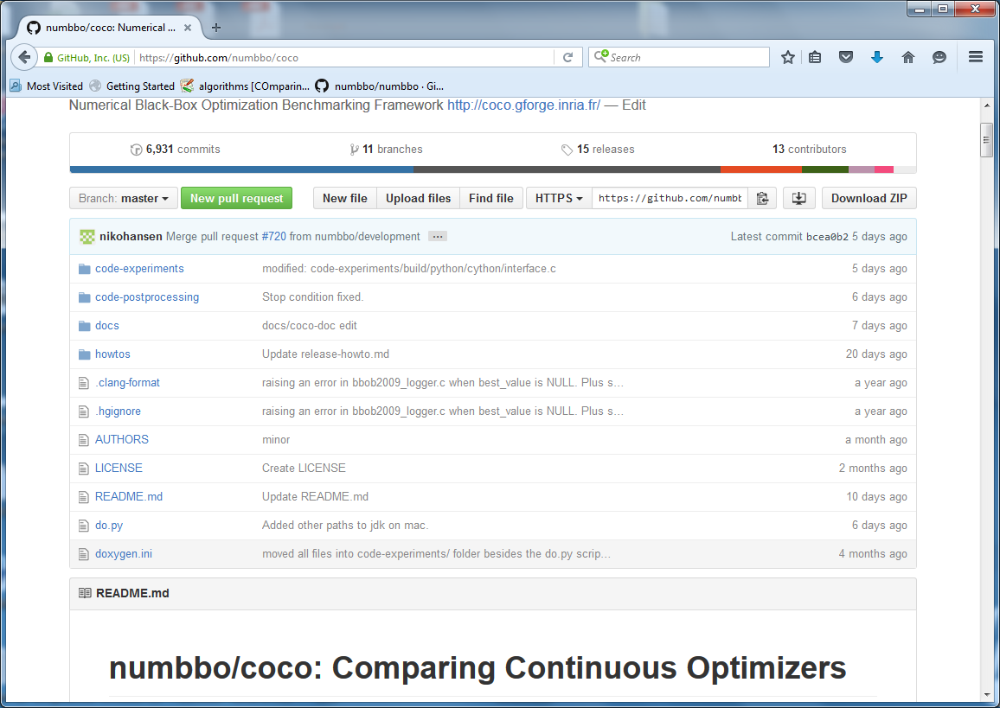 numbbo/coco: Numerical ...
GitHub, Inc. (US) https://github.com/numbbo/coco Search
Most Visited Getting Started algorithms [COmparin... numbbo/numbbo · Gi...
Numerical Black-Box Optimization Benchmarking Framework http://coco.gforge.inria.fr/ — Edit
6,931 commits 11 branches 15 releases 13 contributors
Branch: master New pull request New file Upload files Find file HTTPS https://github.com/numbb Download ZIP
nikohansen Merge pull request #720 from numbbo/development ... Latest commit bcea0b2 5 days ago
code-experiments modified: code-experiments/build/python/cython/interface.c 5 days ago
code-postprocessing Stop condition fixed. 6 days ago
docs docs/coco-doc edit 7 days ago
howtos Update release-howto.md 20 days ago
.clang-format raising an error in bbob2009_logger.c when best_value is NULL. Plus s... a year ago
.hgignore raising an error in bbob2009_logger.c when best_value is NULL. Plus s... a year ago
AUTHORS minor a month ago
LICENSE Create LICENSE 2 months ago
README.md Update README.md 10 days ago
do.py Added other paths to jdk on mac. 6 days ago
doxygen.ini moved all files into code-experiments/ folder besides the do.py scrip... 4 months ago
README.md
numbbo/coco: Comparing Continuous Optimizers